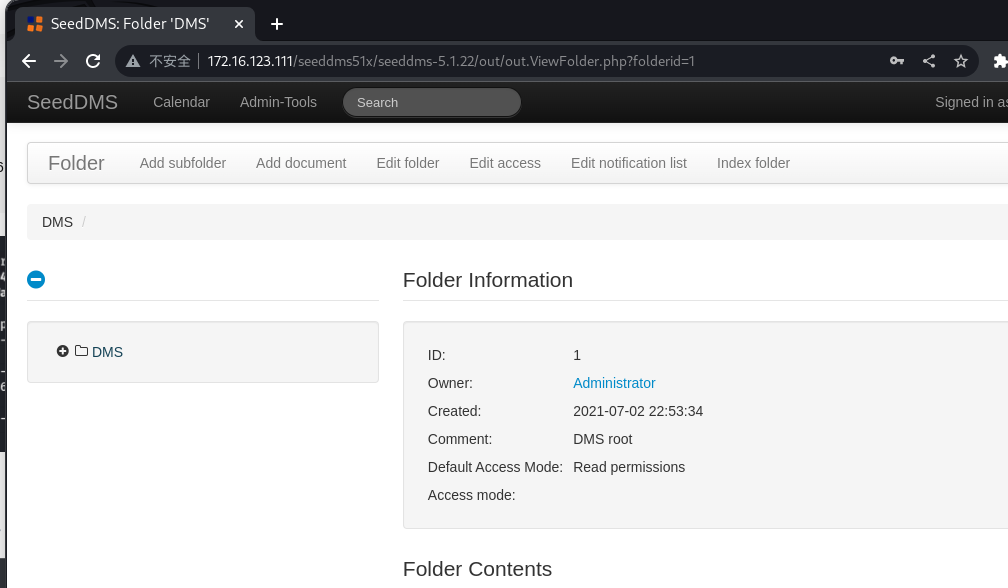 SeedDMS: Folder 'DMS'
不安全 172.16.123.111/seeddms51x/seeddms-5.1.22/out/out.ViewFolder.php?folderid=1
SeedDMS Calendar Admin-Tools Search Signed in as
Folder Add subfolder Add document Edit folder Edit access Edit notification list Index folder
DMS /
Folder Information
DMS
ID: 1
Owner: Administrator
Created: 2021-07-02 22:53:34
Comment: DMS root
Default Access Mode: Read permissions
Access mode:
Folder Contents